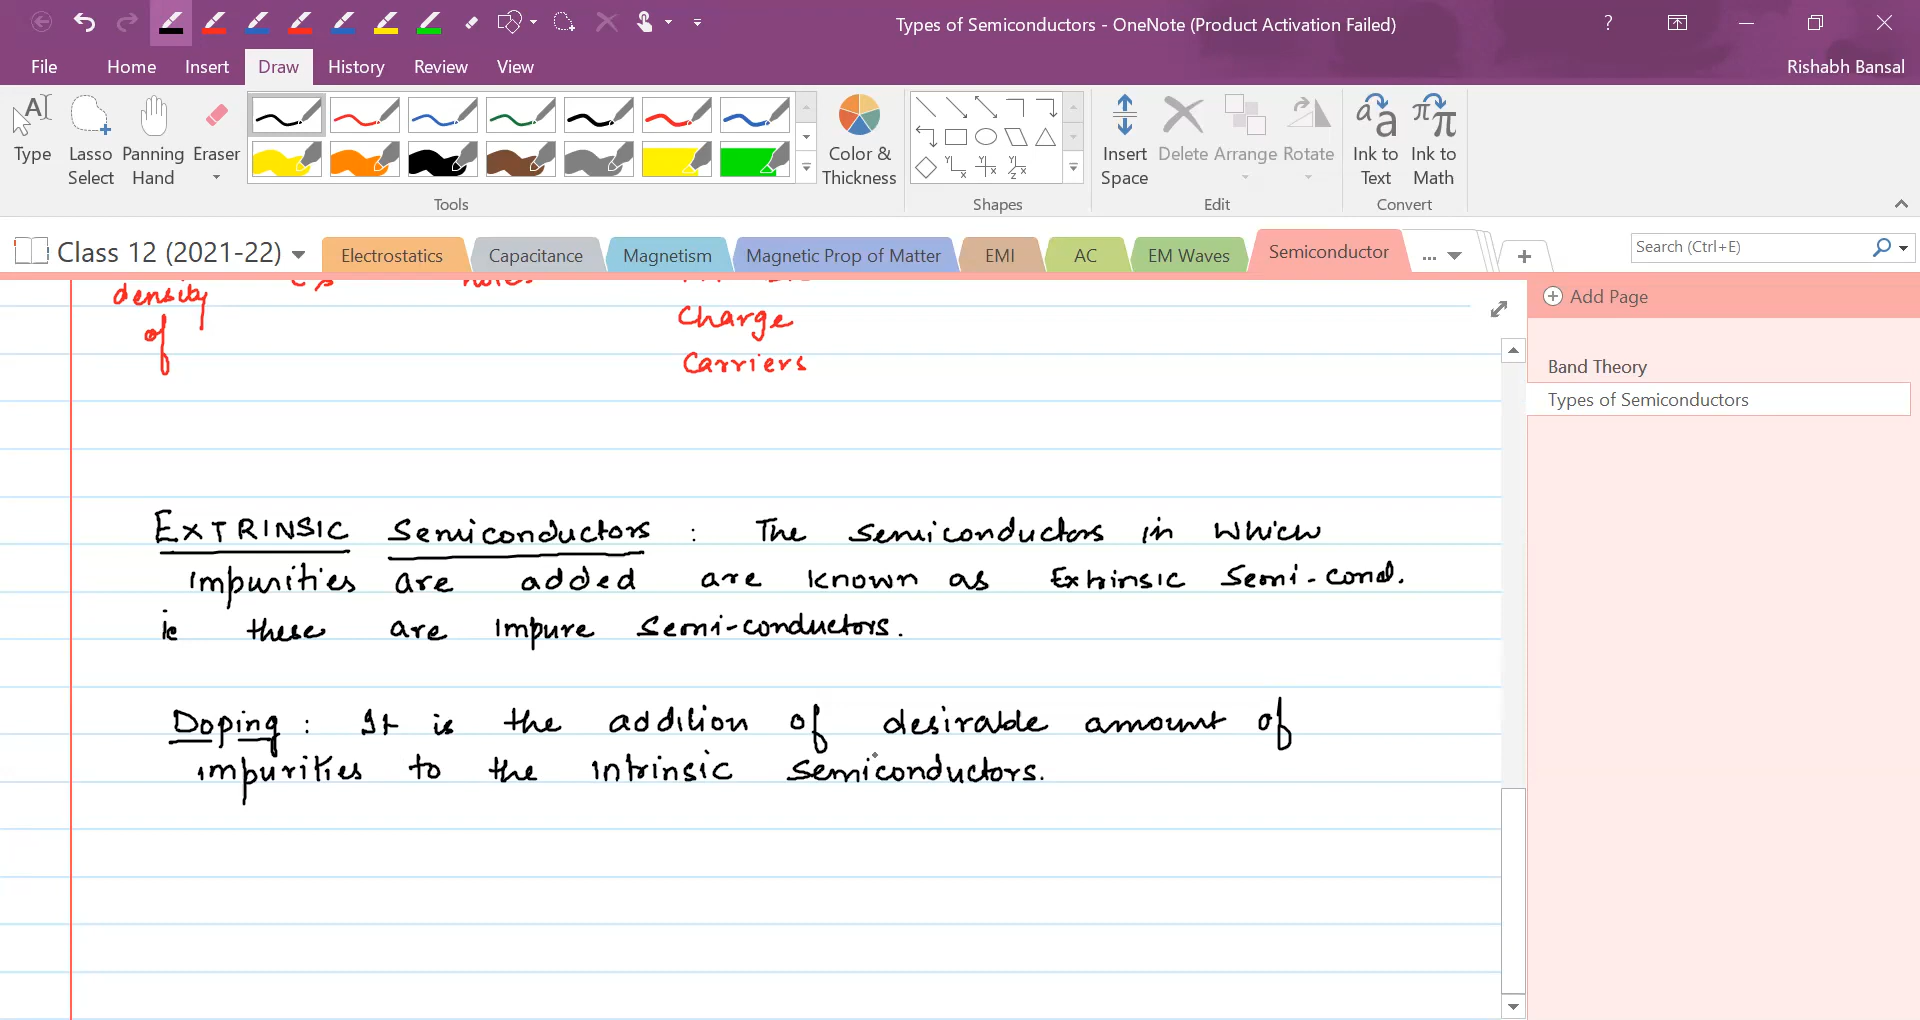 Types of Semiconductors - OneNote (Product Activation Failed)
?
File Home Insert Draw History Review View
Rishabh Bansal
Type
Lasso Select
Panning Hand
Eraser
Color & Thickness
Insert Space
Delete
Arrange
Rotate
Ink to Text
Ink to Math
Tools
Shapes
Edit
Convert
Class 12 (2021-22)
Electrostatics
Capacitance
Magnetism
Magnetic Prop of Matter
EMI
AC
EM Waves
Semiconductor
...
Search (Ctrl+E)
Add Page
Band Theory
Types of Semiconductors
density
of
Charge
Carriers
EXTRINSIC Semiconductors : The semiconductors in which
impurities are added are known as Extrinsic Semi-cond.
ie these are impure semi-conductors.
Doping : It is the addition of desirable amount of
impurities to the intrinsic semiconductors.